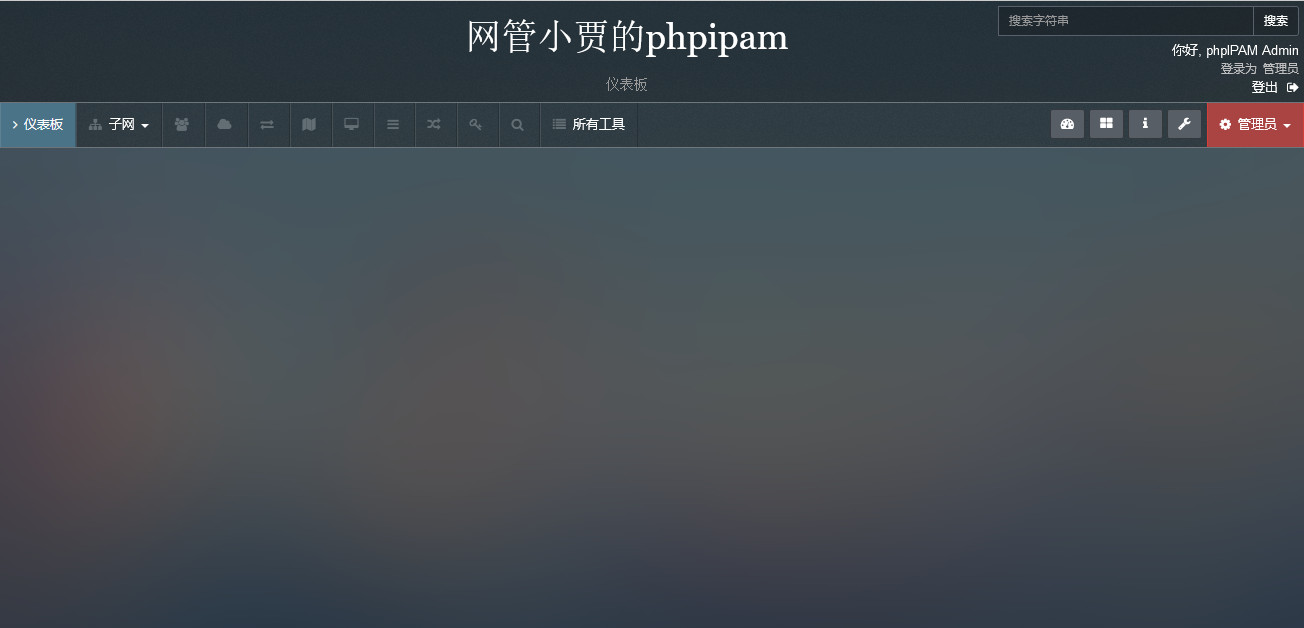 网管小贾的phpipam
仪表板
搜索字符串
搜索
你好, phpIPAM Admin
登录为 管理员
登出
仪表板
子网
所有工具
管理员